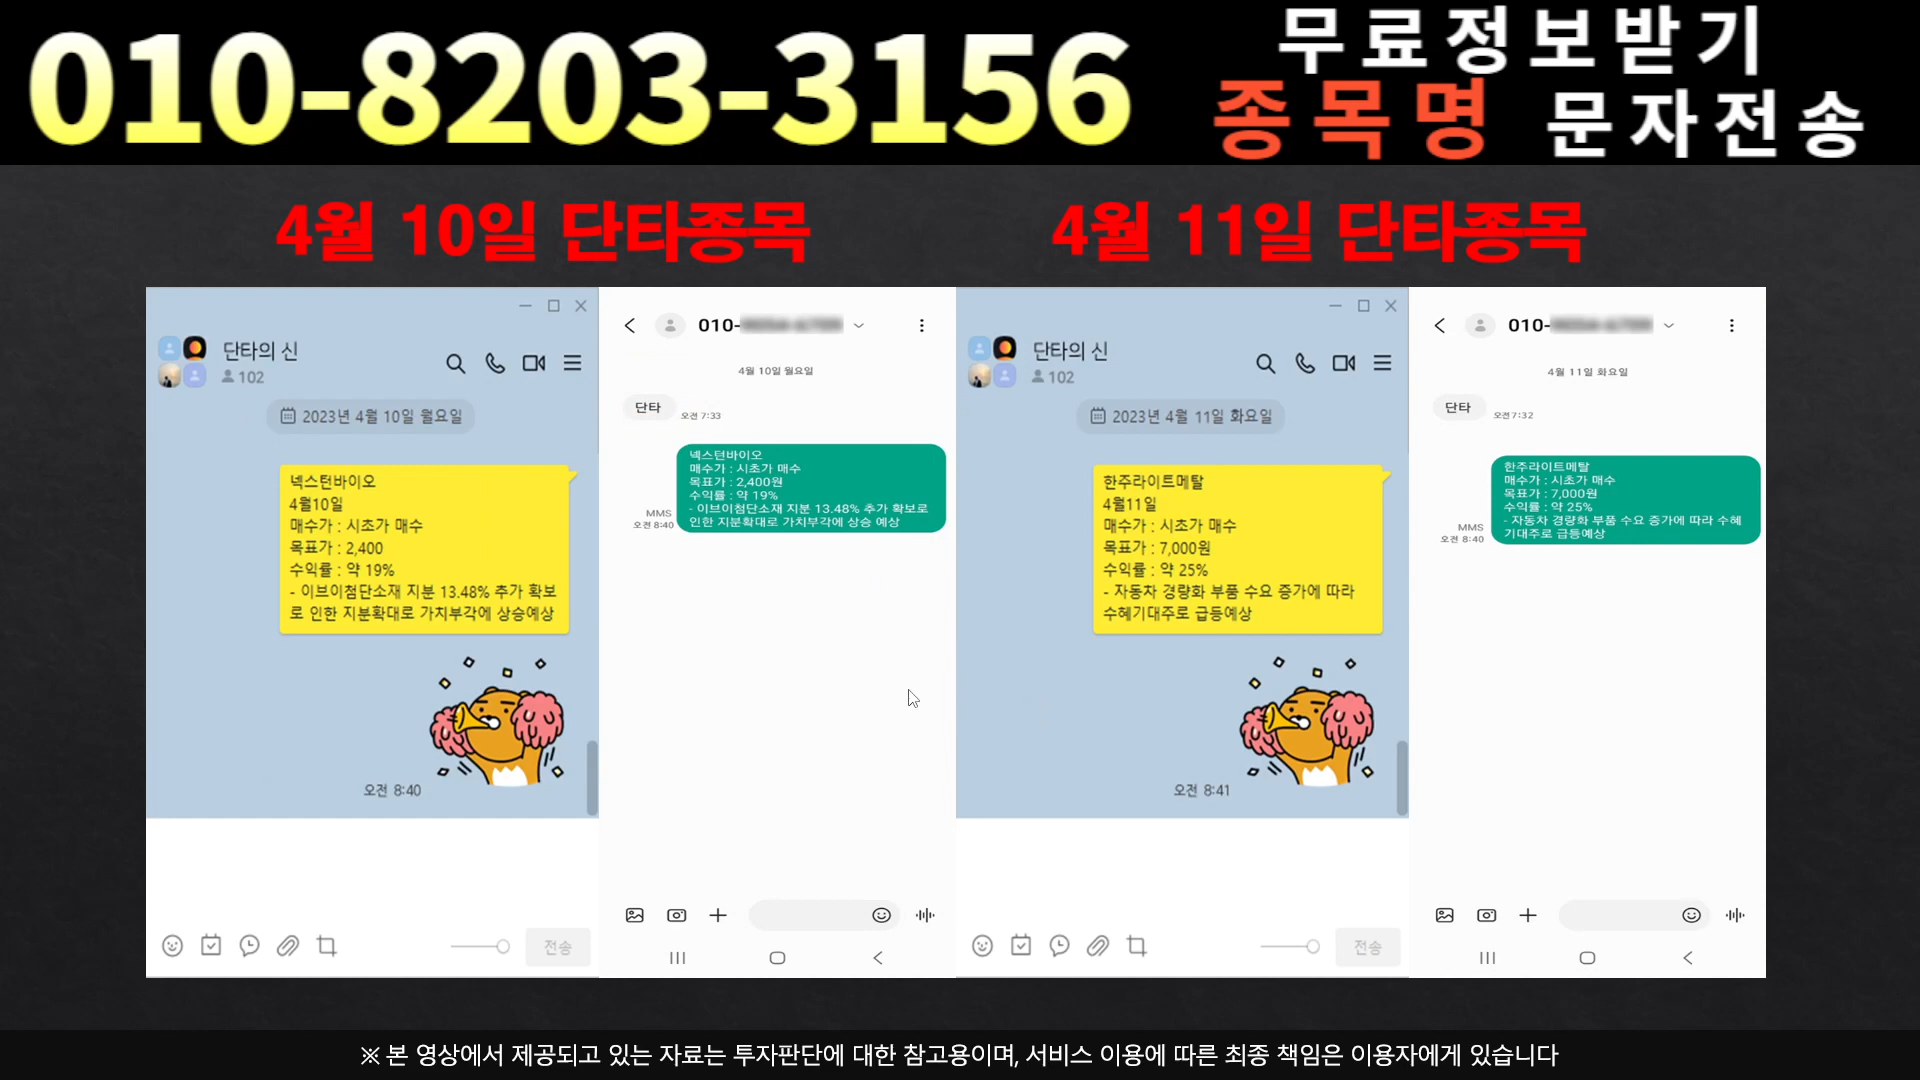 010-8203-3156
무료정보받기
종목명 문자전송
4월 10일 단타종목
4월 11일 단타종목
단타의 신
102
2023년 4월 10일 월요일
넥스턴바이오
4월10일
매수가 : 시초가 매수
목표가 : 2,400
수익률 : 약 19%
- 이브이첨단소재 지분 13.48% 추가 확보
로 인한 지분확대로 가치부각에 상승예상
오전 8:40
전송
010-
4월 10일 월요일
단타
오전 7:33
넥스턴바이오
매수가 : 시초가 매수
목표가 : 2,400원
수익률 : 약 19%
- 이브이첨단소재 지분 13.48% 추가 확보로
인한 지분확대로 가치부각에 상승 예상
MMS
오전 8:40
단타의 신
102
2023년 4월 11일 화요일
한주라이트메탈
4월11일
매수가 : 시초가 매수
목표가 : 7,000원
수익률 : 약 25%
- 자동차 경량화 부품 수요 증가에 따라
수혜기대주로 급등예상
오전 8:41
전송
010-
4월 11일 화요일
단타
오전 7:32
한주라이트메탈
매수가 : 시초가 매수
목표가 : 7,000원
수익률 : 약 25%
- 자동차 경량화 부품 수요 증가에 따라 수혜
기대주로 급등예상
MMS
오전 8:40
※ 본 영상에서 제공되고 있는 자료는 투자판단에 대한 참고용이며, 서비스 이용에 따른 최종 책임은 이용자에게 있습니다